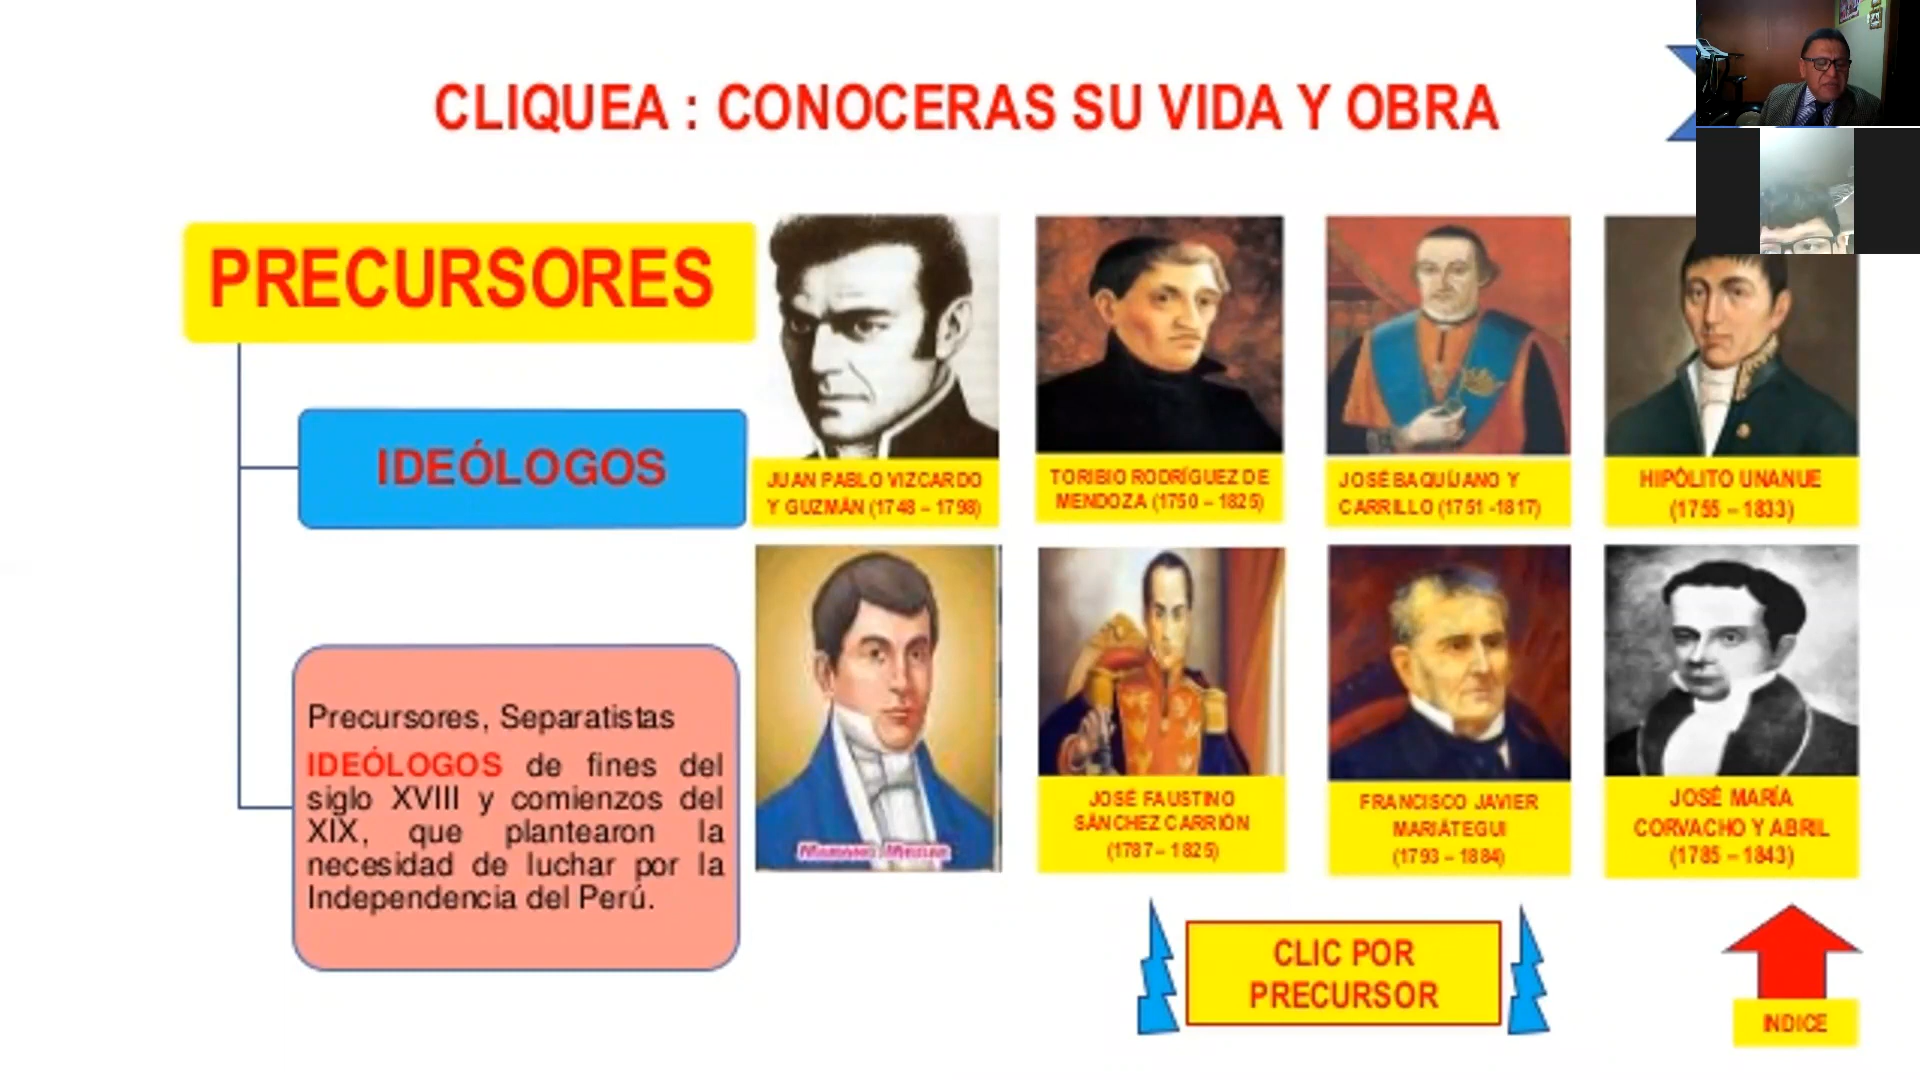 CLIQUEA : CONOCERAS SU VIDA Y OBRA
PRECURSORES
IDEÓLOGOS
Precursores, Separatistas
IDEÓLOGOS de fines del
siglo XVIII y comienzos del
XIX, que plantearon la
necesidad de luchar por la
Independencia del Perú.
JUAN PABLO VIZCARDO
Y GUZMÁN (1748 – 1798)
TORIBIO RODRÍGUEZ DE
MENDOZA (1750 – 1825)
JOSÉ BAQUÍJANO Y
CARRILLO (1751 -1817)
HIPÓLITO UNANUE
(1755 – 1833)
MARIANO MELGAR
JOSÉ FAUSTINO
SÁNCHEZ CARRIÓN
(1787 – 1825)
FRANCISCO JAVIER
MARIÁTEGUI
(1793 – 1884)
JOSÉ MARÍA
CORVACHO Y ABRIL
(1785 – 1843)
CLIC POR
PRECURSOR
INDICE